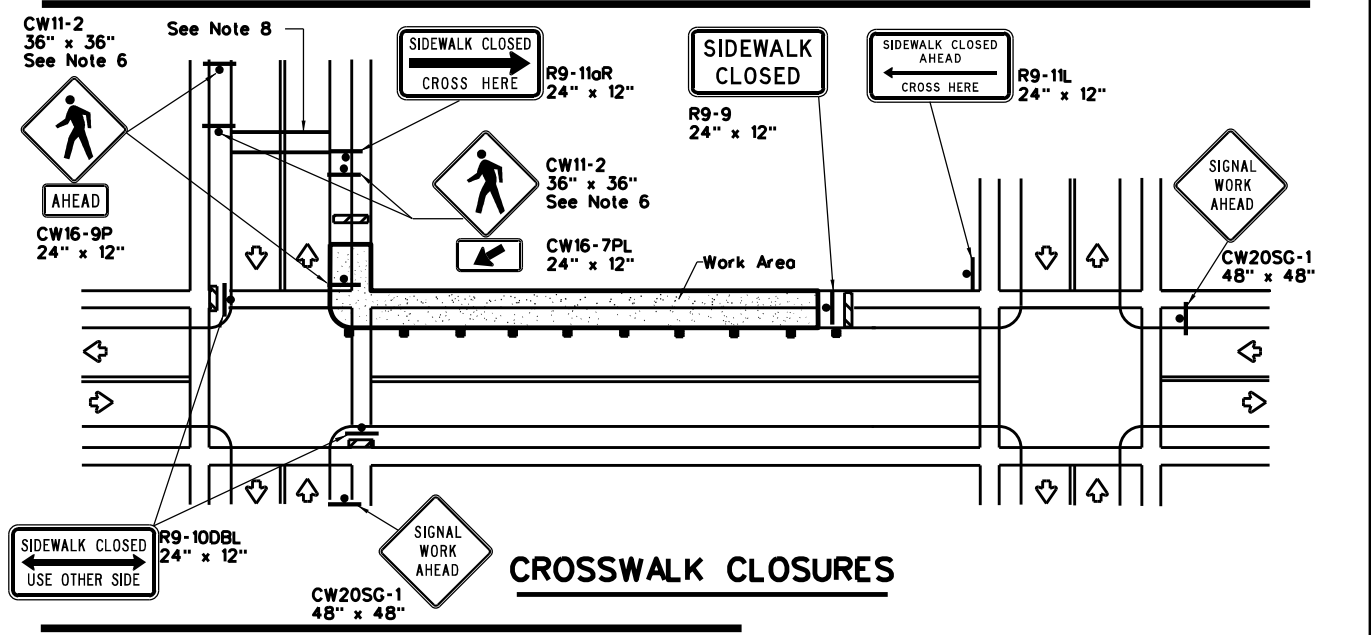 CW11-2
36" x 36"
See Note 6
See Note 8
SIDEWALK CLOSED
CROSS HERE
R9-11aR
24" x 12"
SIDEWALK
CLOSED
R9-9
24" x 12"
SIDEWALK CLOSED
AHEAD
CROSS HERE
R9-11L
24" x 12"
SIGNAL
WORK
AHEAD
CW20SG-1
48" x 48"
AHEAD
CW16-9P
24" x 12"
CW11-2
36" x 36"
See Note 6
CW16-7PL
24" x 12"
Work Area
SIDEWALK CLOSED
USE OTHER SIDE
R9-10DBL
24" x 12"
SIGNAL
WORK
AHEAD
CW20SG-1
48" x 48"
CROSSWALK CLOSURES